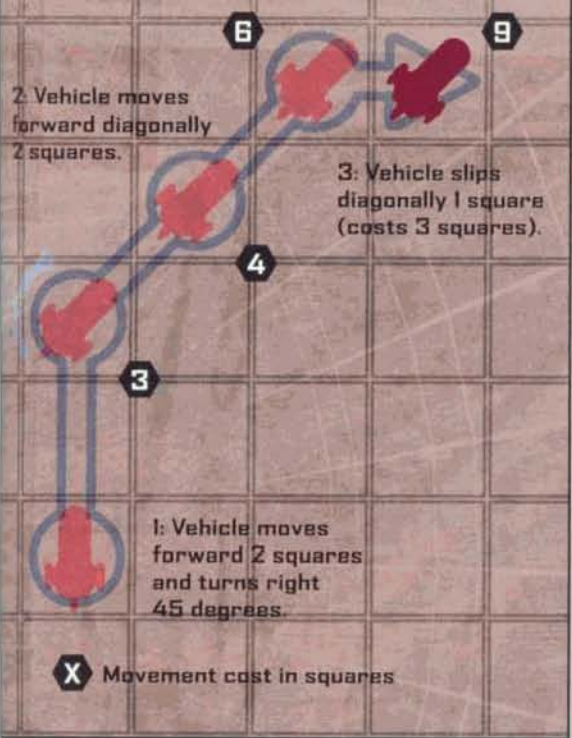 6
9
2: Vehicle moves
forward diagonally
2 squares.
3: Vehicle slips
diagonally 1 square
(costs 3 squares).
4
3
1: Vehicle moves
forward 2 squares
and turns right
45 degrees.
X Movement cost in squares